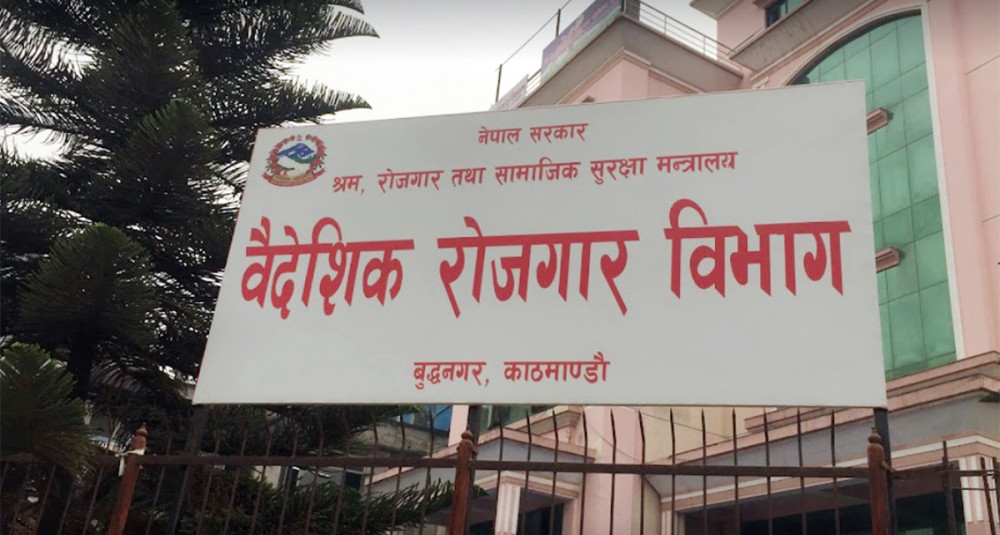 नेपाल सरकार
श्रम, रोजगार तथा सामाजिक सुरक्षा मन्त्रालय
वैदेशिक रोजगार विभाग
बुद्धनगर, काठमाण्डौ